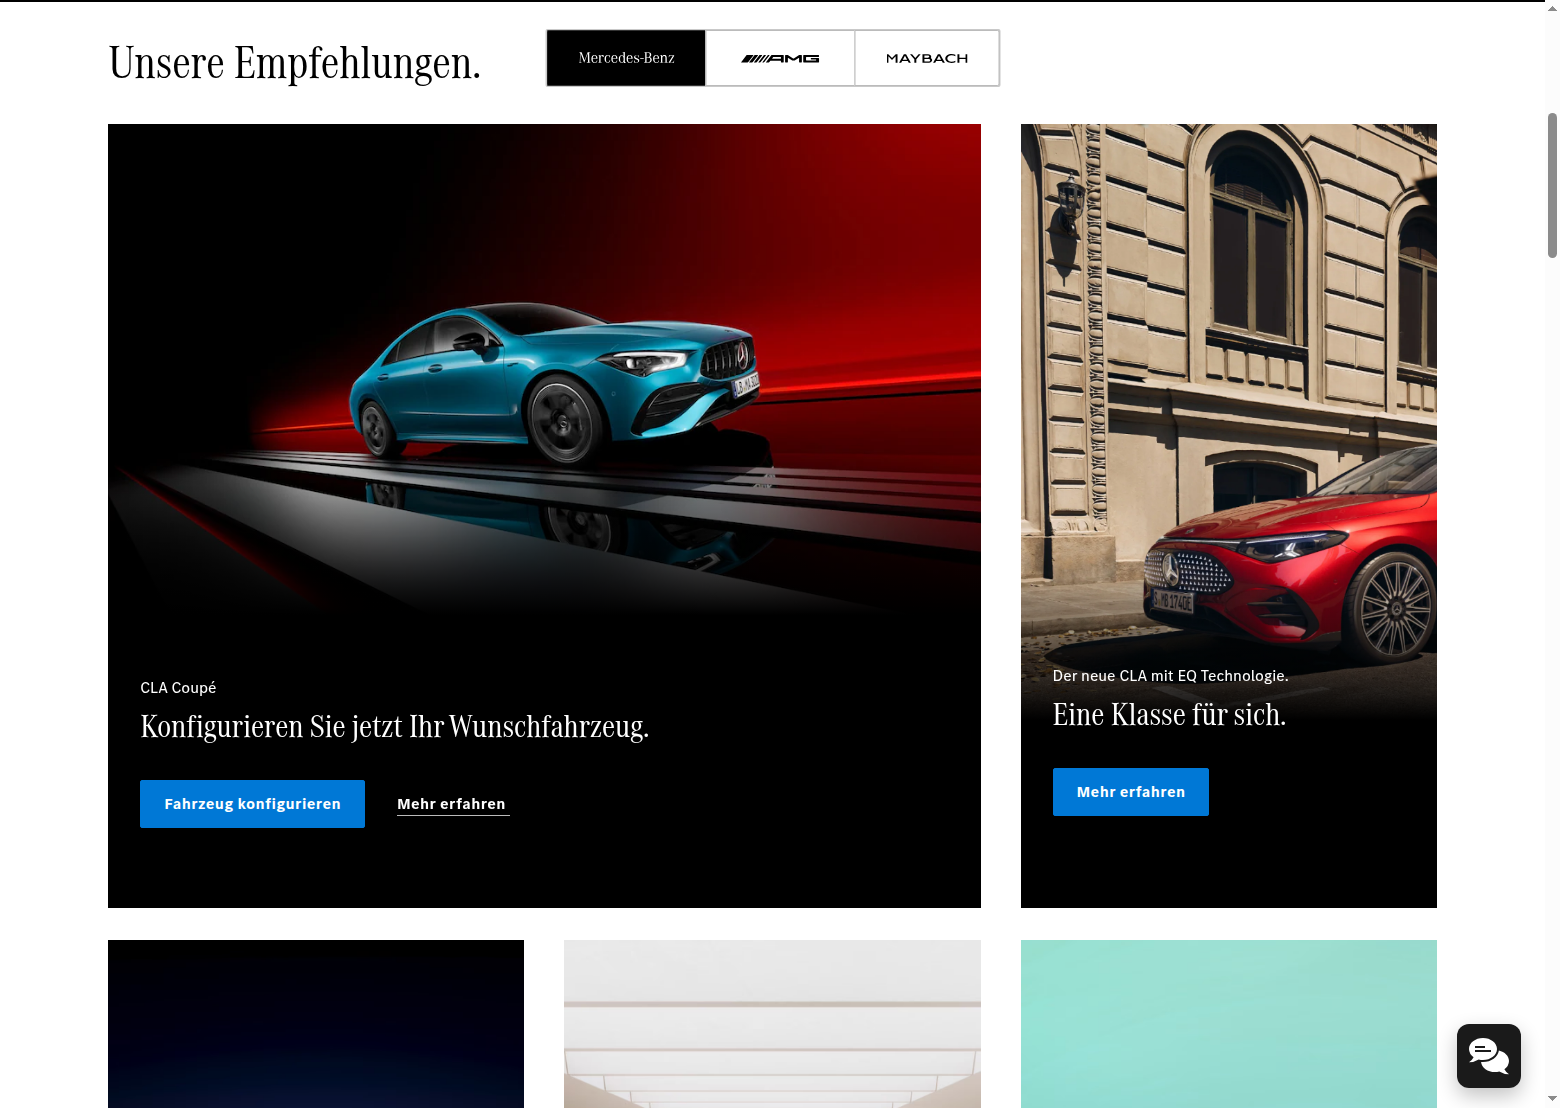 Unsere Empfehlungen.
Mercedes-Benz
AMG
MAYBACH
CLA Coupé
Konfigurieren Sie jetzt Ihr Wunschfahrzeug.
Fahrzeug konfigurieren
Mehr erfahren
Der neue CLA mit EQ Technologie.
Eine Klasse für sich.
Mehr erfahren